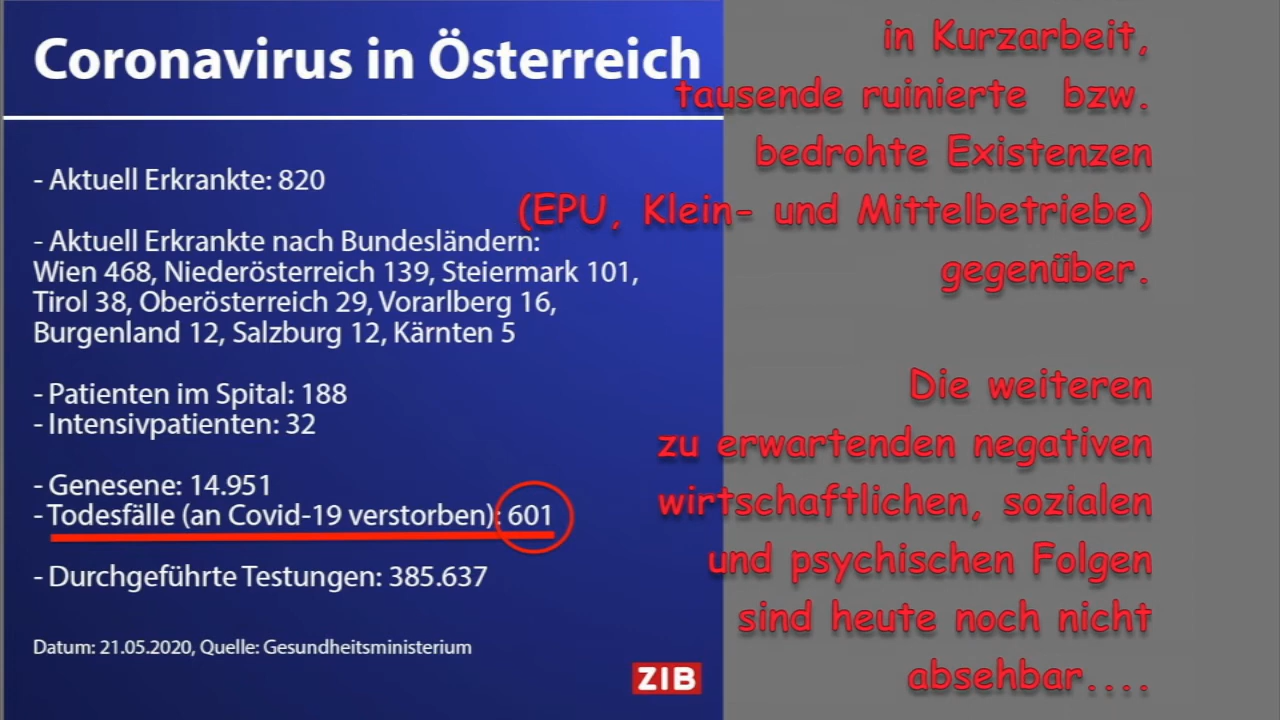 Coronavirus in Österreich
- Aktuell Erkrankte: 820
- Aktuell Erkrankte nach Bundesländern:
Wien 468, Niederösterreich 139, Steiermark 101,
Tirol 38, Oberösterreich 29, Vorarlberg 16,
Burgenland 12, Salzburg 12, Kärnten 5
- Patienten im Spital: 188
- Intensivpatienten: 32
- Genesene: 14.951
- Todesfälle (an Covid-19 verstorben): 601
- Durchgeführte Testungen: 385.637
Datum: 21.05.2020, Quelle: Gesundheitsministerium
ZIB
in Kurzarbeit,
tausende ruinierte bzw.
bedrohte Existenzen
(EPU, Klein- und Mittelbetriebe)
gegenüber.
Die weiteren
zu erwartenden negativen
wirtschaftlichen, sozialen
und psychischen Folgen
sind heute noch nicht
absehbar....